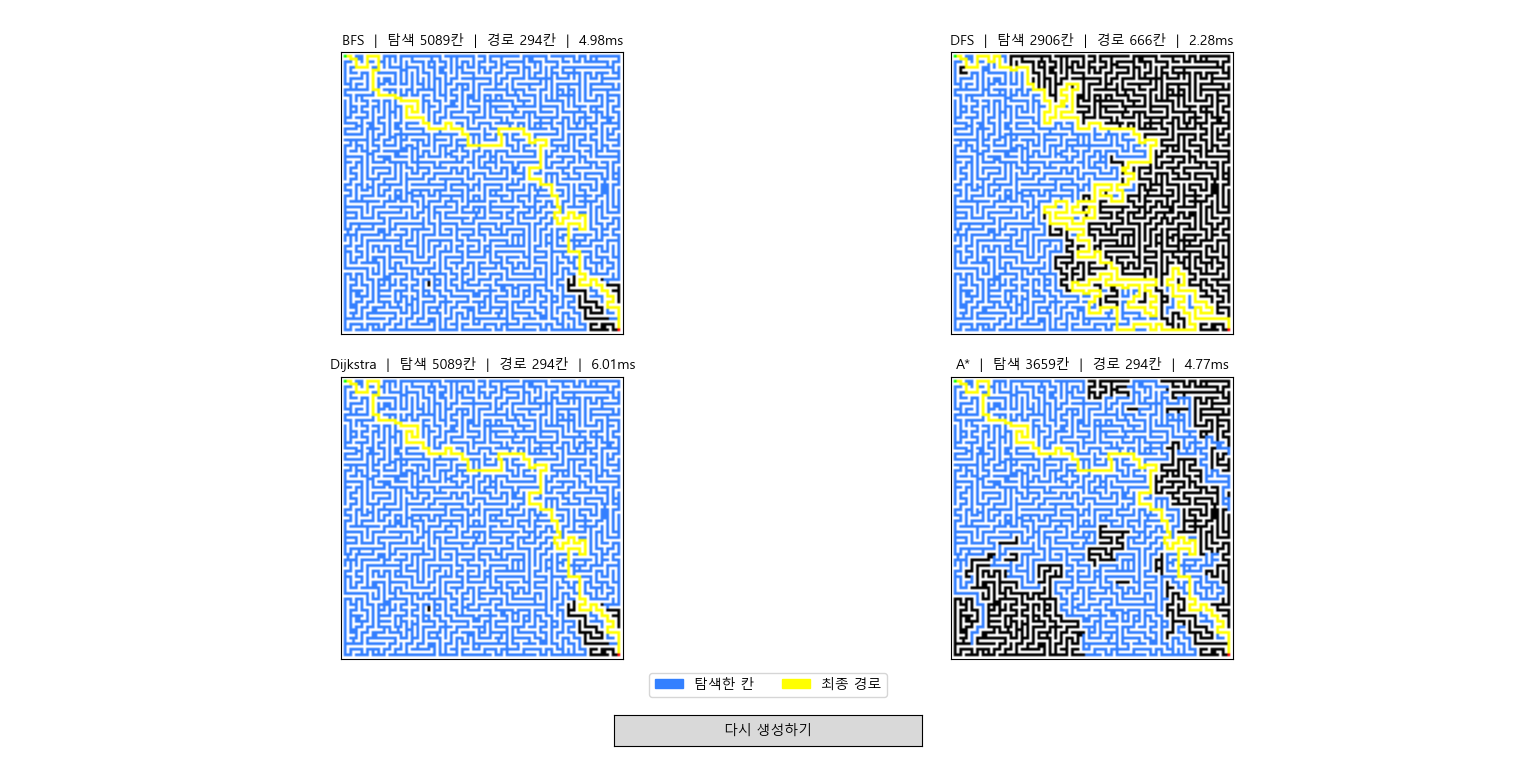 BFS | 탐색 5089칸 | 경로 294칸 | 4.98ms
DFS | 탐색 2906칸 | 경로 666칸 | 2.28ms
Dijkstra | 탐색 5089칸 | 경로 294칸 | 6.01ms
A* | 탐색 3659칸 | 경로 294칸 | 4.77ms
탐색한 칸 최종 경로
다시 생성하기